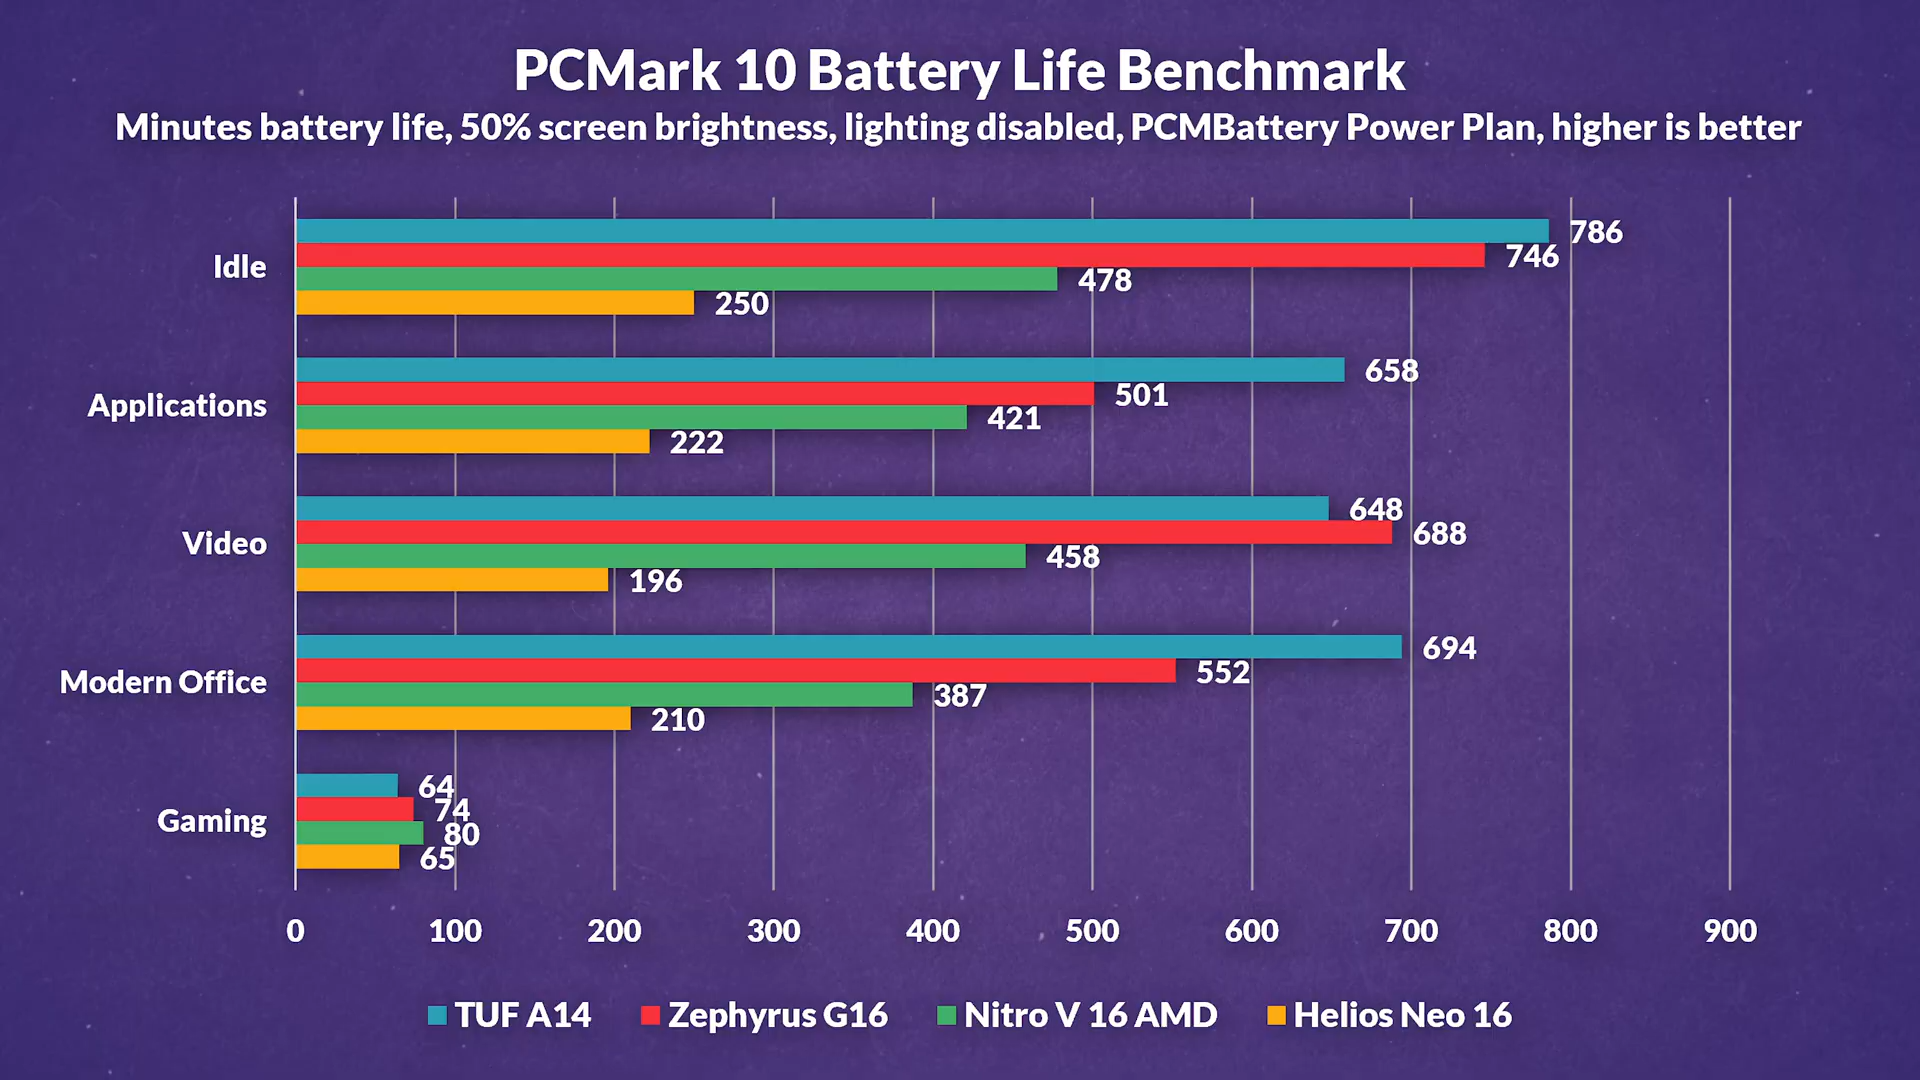 PCMark 10 Battery Life Benchmark
Minutes battery life, 50% screen brightness, lighting disabled, PCMBattery Power Plan, higher is better
Idle
786
746
478
250
Applications
658
501
421
222
Video
648
688
458
196
Modern Office
694
552
387
210
Gaming
64
74
80
65
0 100 200 300 400 500 600 700 800 900
TUF A14 Zephyrus G16 Nitro V 16 AMD Helios Neo 16